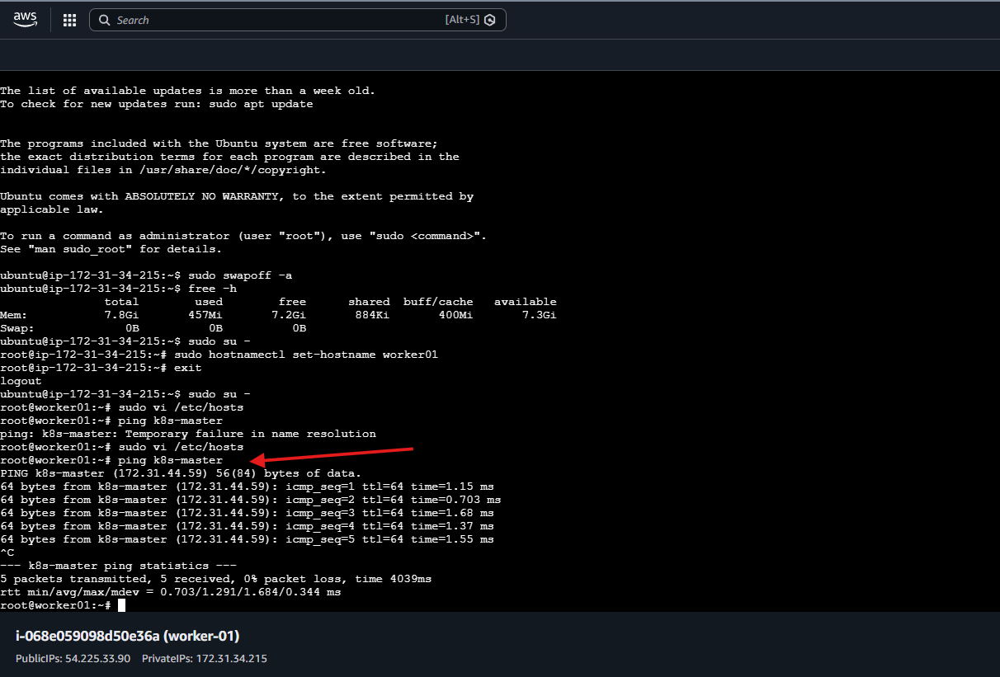 aws
Search [Alt+S]
The list of available updates is more than a week old.
To check for new updates run: sudo apt update
The programs included with the Ubuntu system are free software;
the exact distribution terms for each program are described in the
individual files in /usr/share/doc/*/copyright.
Ubuntu comes with ABSOLUTELY NO WARRANTY, to the extent permitted by
applicable law.
To run a command as administrator (user "root"), use "sudo <command>".
See "man sudo_root" for details.
ubuntu@ip-172-31-34-215:~$ sudo swapoff -a
ubuntu@ip-172-31-34-215:~$ free -h
total used free shared buff/cache available
Mem: 7.8Gi 457Mi 7.2Gi 884Ki 400Mi 7.3Gi
Swap: 0B 0B 0B
ubuntu@ip-172-31-34-215:~$ sudo su -
root@ip-172-31-34-215:~# sudo hostnamectl set-hostname worker01
root@ip-172-31-34-215:~# exit
logout
ubuntu@ip-172-31-34-215:~$ sudo su -
root@worker01:~# sudo vi /etc/hosts
root@worker01:~# ping k8s-master
ping: k8s-master: Temporary failure in name resolution
root@worker01:~# sudo vi /etc/hosts
root@worker01:~# ping k8s-master
PING k8s-master (172.31.44.59) 56(84) bytes of data.
64 bytes from k8s-master (172.31.44.59): icmp_seq=1 ttl=64 time=1.15 ms
64 bytes from k8s-master (172.31.44.59): icmp_seq=2 ttl=64 time=0.703 ms
64 bytes from k8s-master (172.31.44.59): icmp_seq=3 ttl=64 time=1.68 ms
64 bytes from k8s-master (172.31.44.59): icmp_seq=4 ttl=64 time=1.37 ms
64 bytes from k8s-master (172.31.44.59): icmp_seq=5 ttl=64 time=1.55 ms
^C
--- k8s-master ping statistics ---
5 packets transmitted, 5 received, 0% packet loss, time 4039ms
rtt min/avg/max/mdev = 0.703/1.291/1.684/0.344 ms
root@worker01:~#
i-068e059098d50e36a (worker-01)
PublicIPs: 54.225.33.90 PrivateIPs: 172.31.34.215